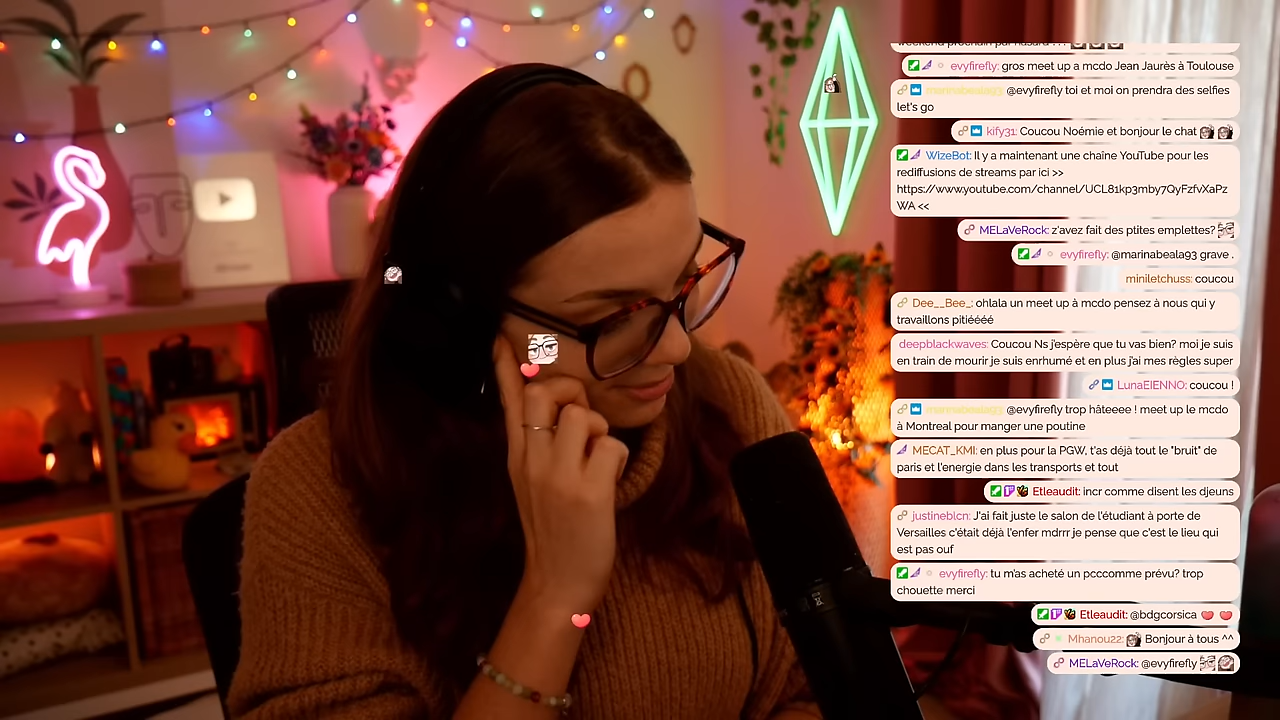 evyfirefly: gros meet up a mcdo Jean Jaurès à Toulouse
marinabeala93: @evyfirefly toi et moi on prendra des selfies
let's go
kify31: Coucou Noémie et bonjour le chat
WizeBot: Il y a maintenant une chaîne YouTube pour les
rediffusions de streams par ici >>
https://www.youtube.com/channel/UCL81kp3mby7QyFzfvXaPz
WA <<
MELaVeRock: z'avez fait des ptites emplettes?
evyfirefly: @marinabeala93 grave .
miniletchuss: coucou
Dee__Bee_: ohlala un meet up à mcdo pensez à nous qui y
travaillons pitiéééé
deepblackwaves: Coucou Ns j'espère que tu vas bien? moi je suis
en train de mourir je suis enrhumé et en plus j'ai mes règles super
LunaEIENNO: coucou !
marinabeala93: @evyfirefly trop hâteeee ! meet up le mcdo
à Montreal pour manger une poutine
MECAT_KMI: en plus pour la PGW, t'as déjà tout le "bruit" de
paris et l'energie dans les transports et tout
Etleaudit: incr comme disent les djeuns
justineblcn: J'ai fait juste le salon de l'étudiant à porte de
Versailles c'était déjà l'enfer mdrrr je pense que c'est le lieu qui
est pas ouf
evyfirefly: tu m'as acheté un pcccomme prévu? trop
chouette merci
Etleaudit: @bdgcorsica
Mhanou22: Bonjour à tous ^^
MELaVeRock: @evyfirefly